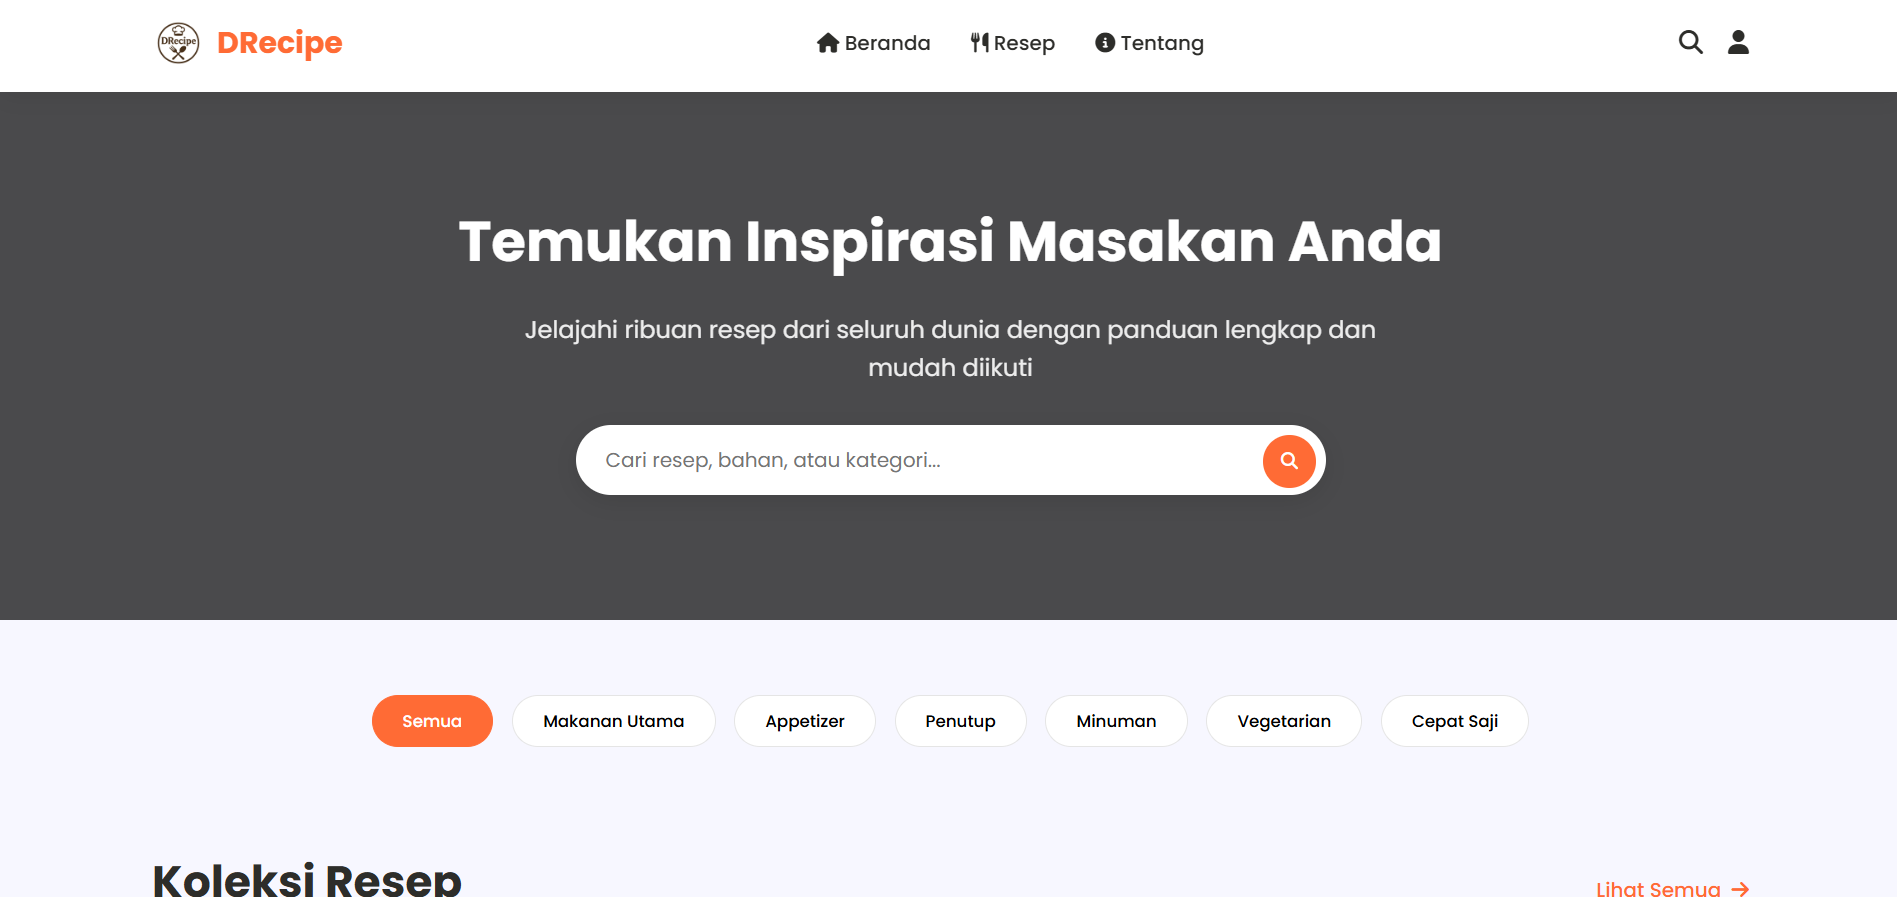 DRecipe
DRecipe
Beranda
Resep
Tentang
Temukan Inspirasi Masakan Anda
Jelajahi ribuan resep dari seluruh dunia dengan panduan lengkap dan
mudah diikuti
Cari resep, bahan, atau kategori...
Semua
Makanan Utama
Appetizer
Penutup
Minuman
Vegetarian
Cepat Saji
Koleksi Resep
Lihat Semua